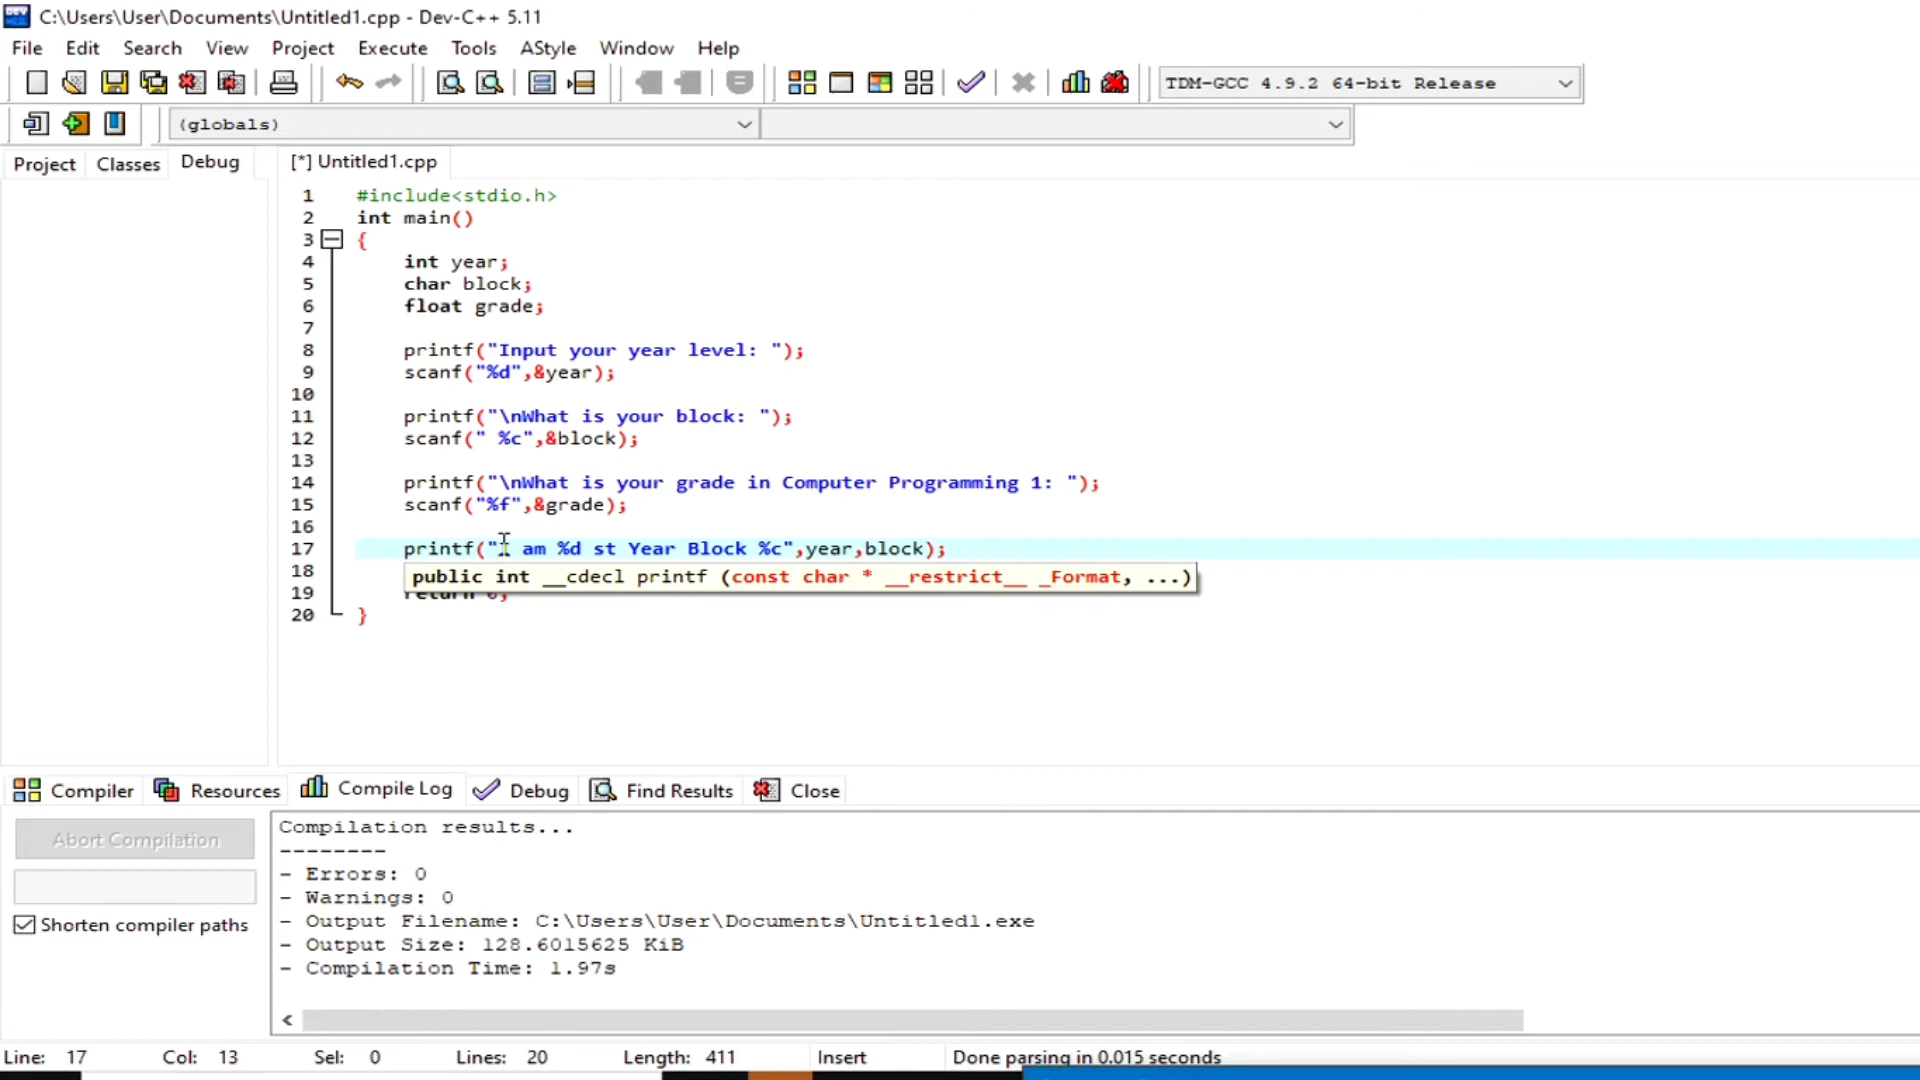 C:\Users\User\Documents\Untitled1.cpp - Dev-C++ 5.11
File Edit Search View Project Execute Tools AStyle Window Help
TDM-GCC 4.9.2 64-bit Release
(globals)
Project Classes Debug [*] Untitled1.cpp
1 #include<stdio.h>
2 int main()
3 {
4 int year;
5 char block;
6 float grade;
7
8 printf("Input your year level: ");
9 scanf("%d",&year);
10
11 printf("\nWhat is your block: ");
12 scanf(" %c",&block);
13
14 printf("\nWhat is your grade in Computer Programming 1: ");
15 scanf("%f",&grade);
16
17 printf("I am %d st Year Block %c",year,block);
18 public int __cdecl printf (const char * __restrict__ _Format, ...)
19 return 0;
20 }
Compiler Resources Compile Log Debug Find Results Close
Abort Compilation
Shorten compiler paths
Compilation results...
--------
- Errors: 0
- Warnings: 0
- Output Filename: C:\Users\User\Documents\Untitled1.exe
- Output Size: 128.6015625 KiB
- Compilation Time: 1.97s
Line: 17 Col: 13 Sel: 0 Lines: 20 Length: 411 Insert Done parsing in 0.015 seconds